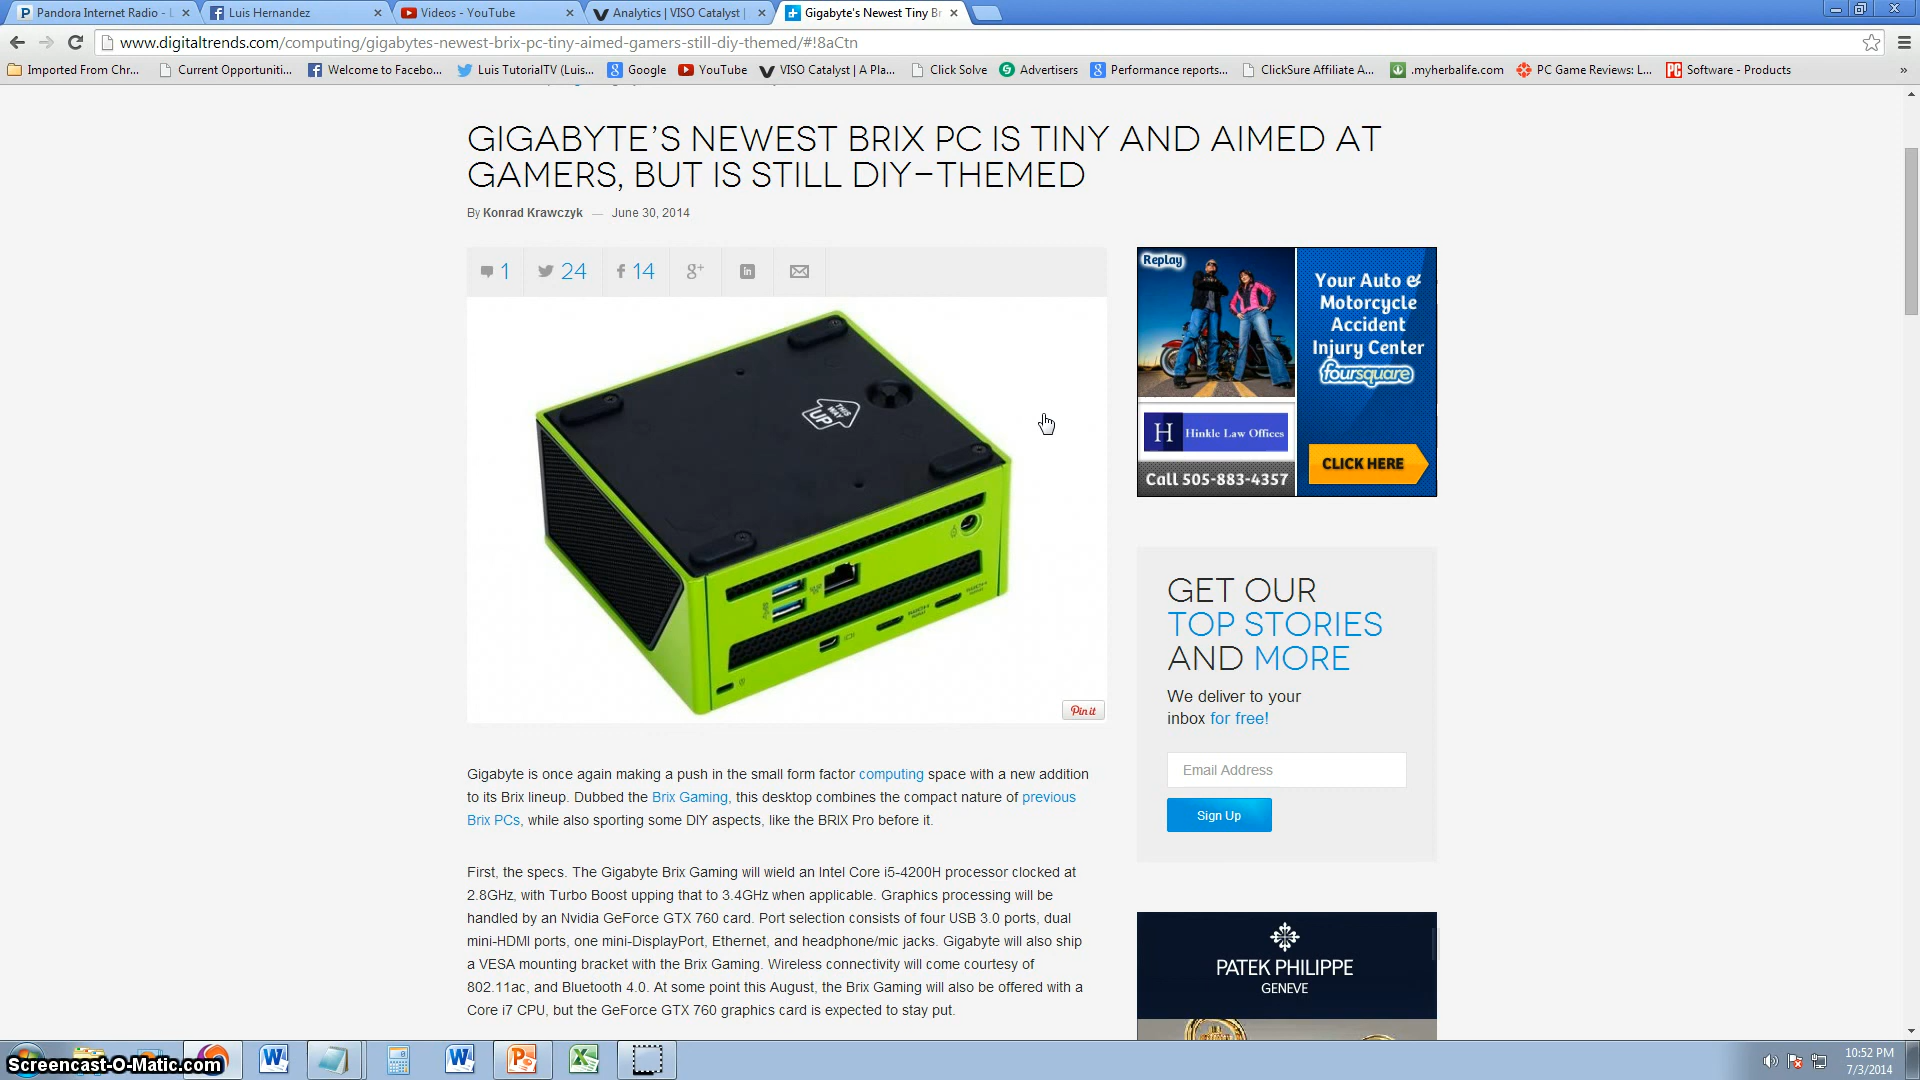 Pandora Internet Radio - L
Luis Hernandez
Videos - YouTube
Analytics | VISO Catalyst |
Gigabyte's Newest Tiny Br
www.digitaltrends.com/computing/gigabytes-newest-brix-pc-tiny-aimed-gamers-still-diy-themed/#!8aCtn
Imported From Chr...
Current Opportuniti...
Welcome to Facebo...
Luis TutorialTV (Luis...
Google
YouTube
VISO Catalyst | A Pla...
Click Solve
Advertisers
Performance reports...
ClickSure Affiliate A...
.myherbalife.com
PC Game Reviews: L...
Software - Products
GIGABYTE'S NEWEST BRIX PC IS TINY AND AIMED AT
GAMERS, BUT IS STILL DIY-THEMED
By Konrad Krawczyk — June 30, 2014
1
24
14
THIS WAY UP
Pin it
Gigabyte is once again making a push in the small form factor computing space with a new addition
to its Brix lineup. Dubbed the Brix Gaming, this desktop combines the compact nature of previous
Brix PCs, while also sporting some DIY aspects, like the BRIX Pro before it.
First, the specs. The Gigabyte Brix Gaming will wield an Intel Core i5-4200H processor clocked at
2.8GHz, with Turbo Boost upping that to 3.4GHz when applicable. Graphics processing will be
handled by an Nvidia GeForce GTX 760 card. Port selection consists of four USB 3.0 ports, dual
mini-HDMI ports, one mini-DisplayPort, Ethernet, and headphone/mic jacks. Gigabyte will also ship
a VESA mounting bracket with the Brix Gaming. Wireless connectivity will come courtesy of
802.11ac, and Bluetooth 4.0. At some point this August, the Brix Gaming will also be offered with a
Core i7 CPU, but the GeForce GTX 760 graphics card is expected to stay put.
Replay
Your Auto &
Motorcycle
Accident
Injury Center
foursquare
H Hinkle Law Offices
Call 505-883-4357
CLICK HERE
GET OUR
TOP STORIES
AND MORE
We deliver to your
inbox for free!
Email Address
Sign Up
PATEK PHILIPPE
GENEVE
Screencast-O-Matic.com
10:52 PM
7/3/2014